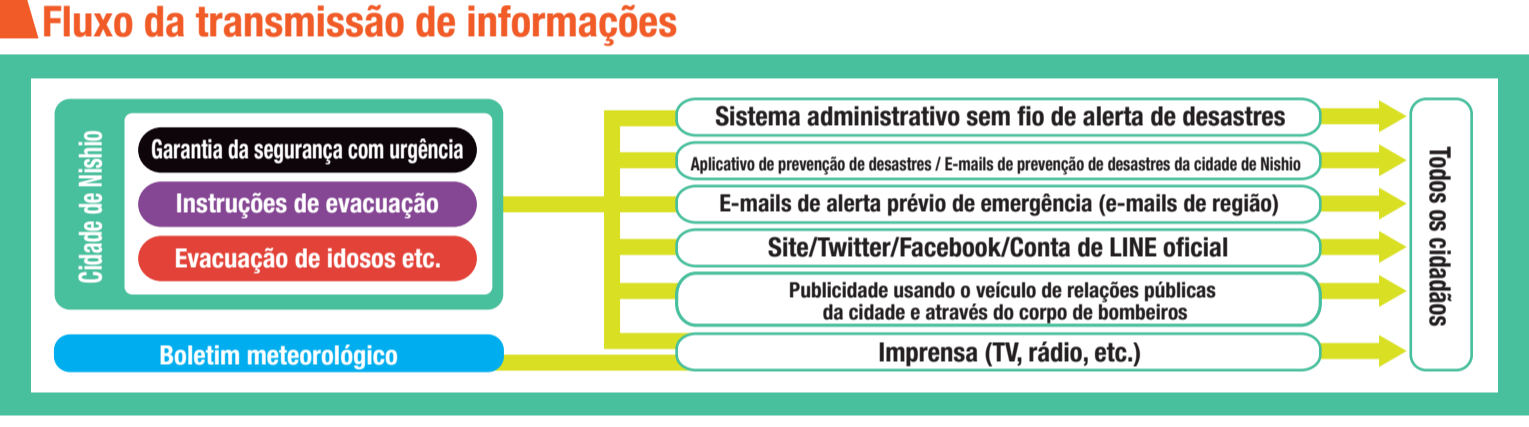 Fluxo da transmissão de informações
Cidade de Nishio
Garantia da segurança com urgência
Instruções de evacuação
Evacuação de idosos etc.
Boletim meteorológico
Sistema administrativo sem fio de alerta de desastres
Aplicativo de prevenção de desastres / E-mails de prevenção de desastres da cidade de Nishio
E-mails de alerta prévio de emergência (e-mails de região)
Site/Twitter/Facebook/Conta de LINE oficial
Publicidade usando o veículo de relações públicas
da cidade e através do corpo de bombeiros
Imprensa (TV, rádio, etc.)
Todos os cidadãos